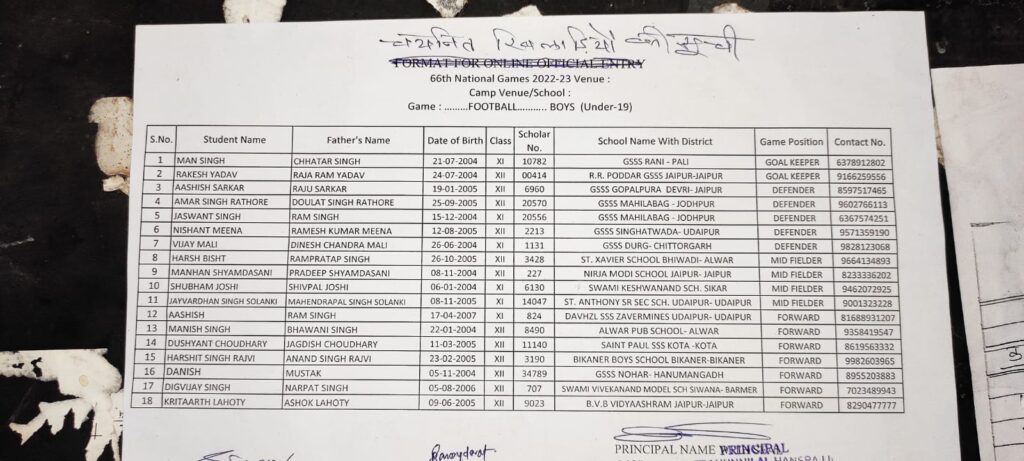 चयनित खिलाड़ियों की सूची
FORMAT FOR ONLINE OFFICIAL ENTRY
66th National Games 2022-23 Venue :
Camp Venue/School :
Game : .........FOOTBALL........... BOYS (Under-19)
S.No. Student Name Father's Name Date of Birth Class Scholar No. School Name With District Game Position Contact No.
1 MAN SINGH CHHATAR SINGH 21-07-2004 XI 10782 GSSS RANI - PALI GOAL KEEPER 6378912802
2 RAKESH YADAV RAJA RAM YADAV 24-07-2004 XII 00414 R.R. PODDAR GSSS JAIPUR-JAIPUR GOAL KEEPER 9166259556
3 AASHISH SARKAR RAJU SARKAR 19-01-2005 XII 6960 GSSS GOPALPURA DEVRI- JAIPUR DEFENDER 8597517465
4 AMAR SINGH RATHORE DOULAT SINGH RATHORE 25-09-2005 XII 20570 GSSS MAHILABAG - JODHPUR DEFENDER 9602766113
5 JASWANT SINGH RAM SINGH 15-12-2004 XI 20556 GSSS MAHILABAG - JODHPUR DEFENDER 6367574251
6 NISHANT MEENA RAMESH KUMAR MEENA 12-08-2005 XII 2213 GSSS SINGHATWADA- UDAIPUR DEFENDER 9571359190
7 VIJAY MALI DINESH CHANDRA MALI 26-06-2004 XI 1131 GSSS DURG- CHITTORGARH DEFENDER 9828123068
8 HARSH BISHT RAMPRATAP SINGH 26-10-2005 XII 3428 ST. XAVIER SCHOOL BHIWADI- ALWAR MID FIELDER 9664134893
9 MANHAN SHYAMDASANI PRADEEP SHYAMDASANI 08-11-2004 XII 227 NIRJA MODI SCHOOL JAIPUR- JAIPUR MID FIELDER 8233336202
10 SHUBHAM JOSHI SHIVPAL JOSHI 06-01-2004 XI 6130 SWAMI KESHWANAND SCH. SIKAR MID FIELDER 9462072925
11 JAYVARDHAN SINGH SOLANKI MAHENDRAPAL SINGH SOLANKI 08-11-2005 XI 14047 ST. ANTHONY SR SEC SCH. UDAIPUR- UDAIPUR MID FIELDER 9001323228
12 AASHISH RAM SINGH 17-04-2007 XI 824 DAVHZL SSS ZAVERMINES UDAIPUR- UDAIPUR FORWARD 81688931207
13 MANISH SINGH BHAWANI SINGH 22-01-2004 XII 8490 ALWAR PUB SCHOOL- ALWAR FORWARD 9358419547
14 DUSHYANT CHOUDHARY JAGDISH CHOUDHARY 11-03-2005 XII 11140 SAINT PAUL SSS KOTA -KOTA FORWARD 8619563332
15 HARSHIT SINGH RAJVI ANAND SINGH RAJVI 23-02-2005 XII 3190 BIKANER BOYS SCHOOL BIKANER-BIKANER FORWARD 9982603965
16 DANISH MUSTAK 05-11-2004 XII 34789 GSSS NOHAR- HANUMANGADH FORWARD 8955203883
17 DIGVIJAY SINGH NARPAT SINGH 05-08-2006 XII 707 SWAMI VIVEKANAND MODEL SCH SIWANA- BARMER FORWARD 7023489943
18 KRITAARTH LAHOTY ASHOK LAHOTY 09-06-2005 XII 9023 B.V.B VIDYAASHRAM JAIPUR-JAIPUR FORWARD 8290477777
PRINCIPAL NAME PRINCIPAL